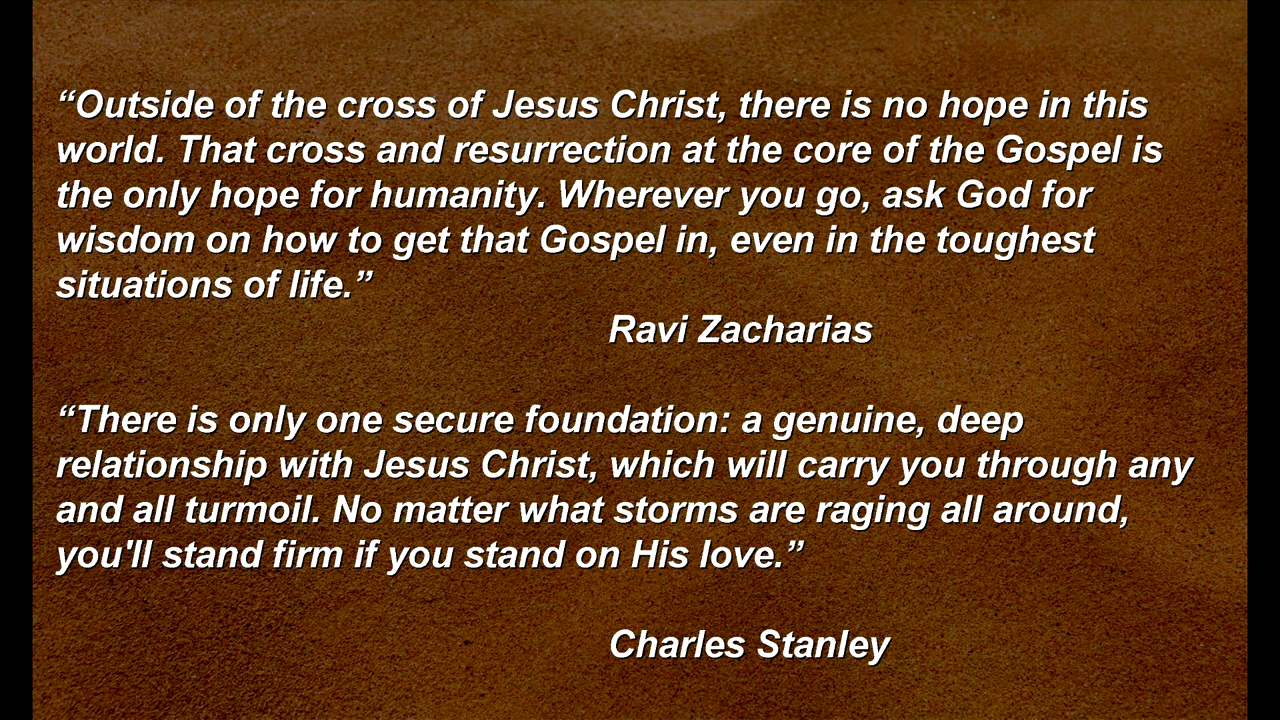 “Outside of the cross of Jesus Christ, there is no hope in this
world. That cross and resurrection at the core of the Gospel is
the only hope for humanity. Wherever you go, ask God for
wisdom on how to get that Gospel in, even in the toughest
situations of life.”
Ravi Zacharias
“There is only one secure foundation: a genuine, deep
relationship with Jesus Christ, which will carry you through any
and all turmoil. No matter what storms are raging all around,
you'll stand firm if you stand on His love.”
Charles Stanley